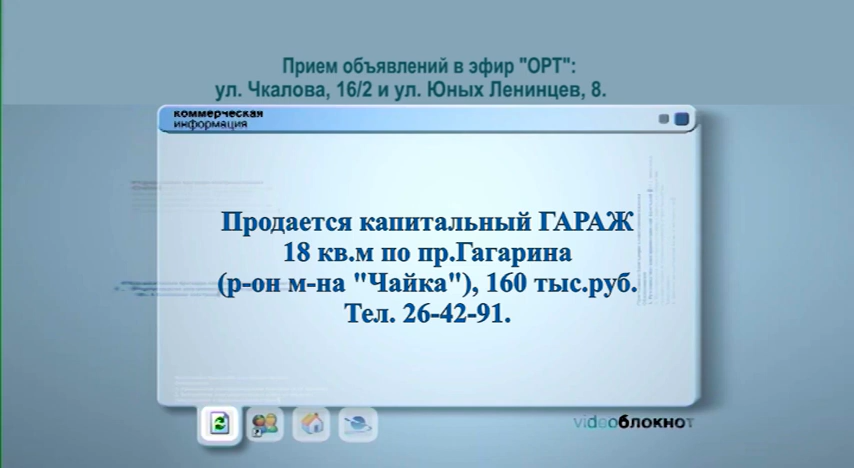 Прием объявлений в эфир "ОРТ":
ул. Чкалова, 16/2 и ул. Юных Ленинцев, 8.
коммерческая
информация
Продается капитальный ГАРАЖ
18 кв.м по пр.Гагарина
(р-он м-на "Чайка"), 160 тыс.руб.
Тел. 26-42-91.
videoблокнот